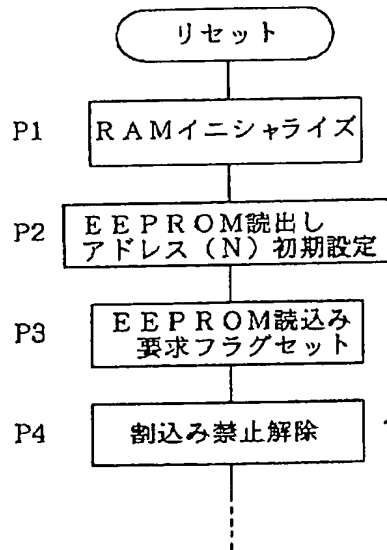 リセット
P1
RAMイニシャライズ
P2
EEPROM読出し
アドレス(N)初期設定
P3
EEPROM読込み
要求フラグセット
P4
割込み禁止解除